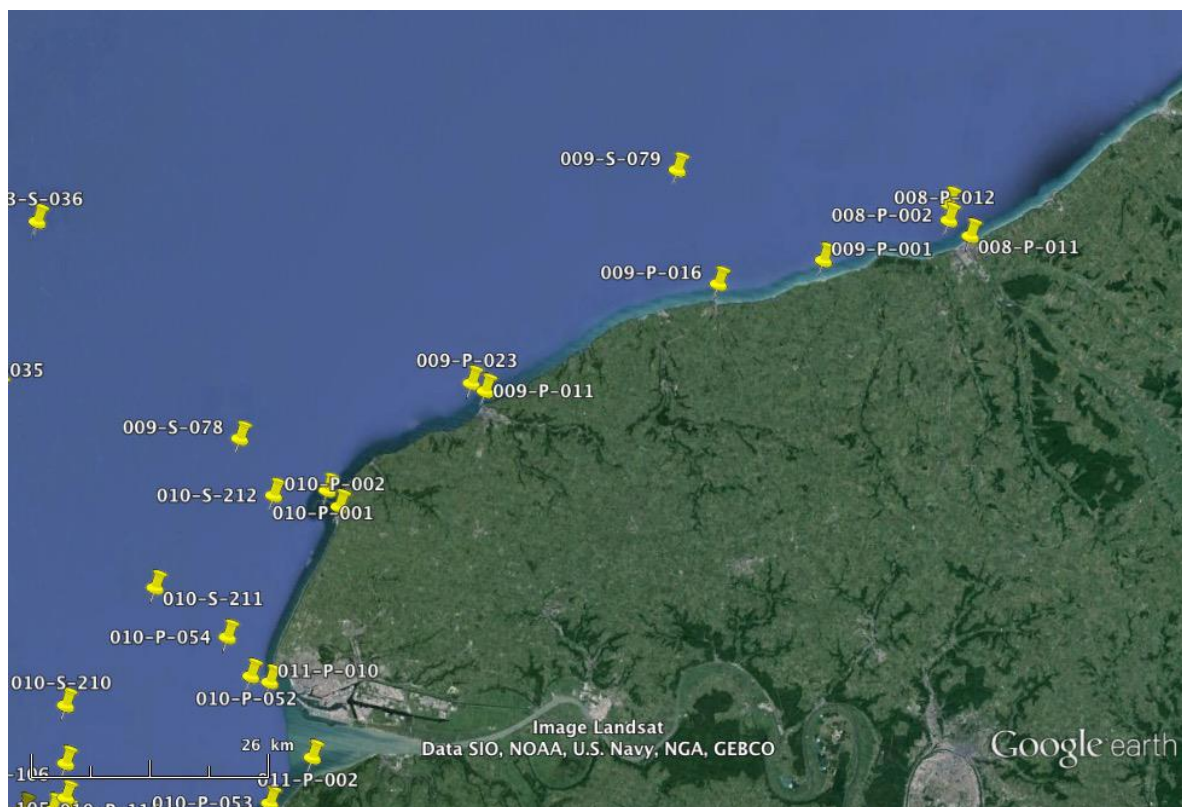 009-S-079
3-S-036
008-P-012
008-P-002
009-P-001
008-P-011
009-P-016
035
009-P-023
009-P-011
009-S-078
010-P-002
010-S-212
010-P-001
010-S-211
010-P-054
011-P-010
010-S-210
010-P-052
Image Landsat
26 km
Data SIO, NOAA, U.S. Navy, NGA, GEBCO
Google earth
-106
011-P-002
010-P-053